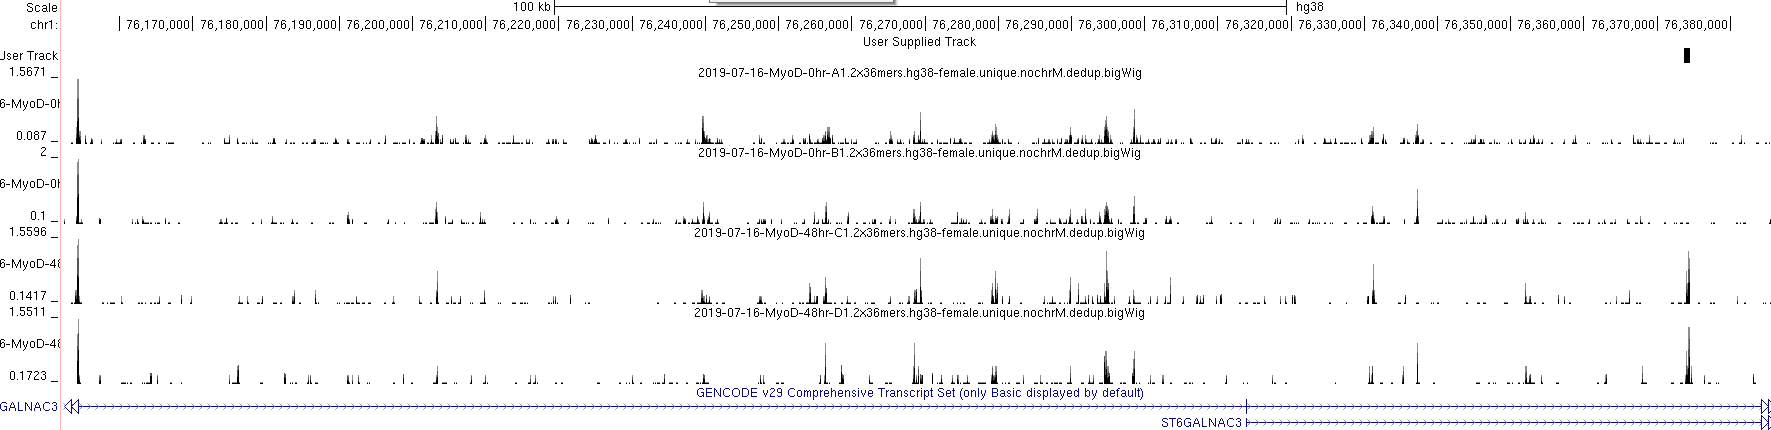 Scale 100 kb hg38
chr1: 76,170,000 76,180,000 76,190,000 76,200,000 76,210,000 76,220,000 76,230,000 76,240,000 76,250,000 76,260,000 76,270,000 76,280,000 76,290,000 76,300,000 76,310,000 76,320,000 76,330,000 76,340,000 76,350,000 76,360,000 76,370,000 76,380,000
User Supplied Track
User Track
1.5671 _ 2019-07-16-MyoD-0hr-A1.2x36mers.hg38-female.unique.nochrM.dedup.bigWig
6-MyoD-0h
0.087 _
2 _ 2019-07-16-MyoD-0hr-B1.2x36mers.hg38-female.unique.nochrM.dedup.bigWig
6-MyoD-0h
0.1 _
1.5596 _ 2019-07-16-MyoD-48hr-C1.2x36mers.hg38-female.unique.nochrM.dedup.bigWig
6-MyoD-48
0.1417 _
1.5511 _ 2019-07-16-MyoD-48hr-D1.2x36mers.hg38-female.unique.nochrM.dedup.bigWig
6-MyoD-48
0.1723 _
GENCODE v29 Comprehensive Transcript Set (only Basic displayed by default)
GALNAC3
ST6GALNAC3